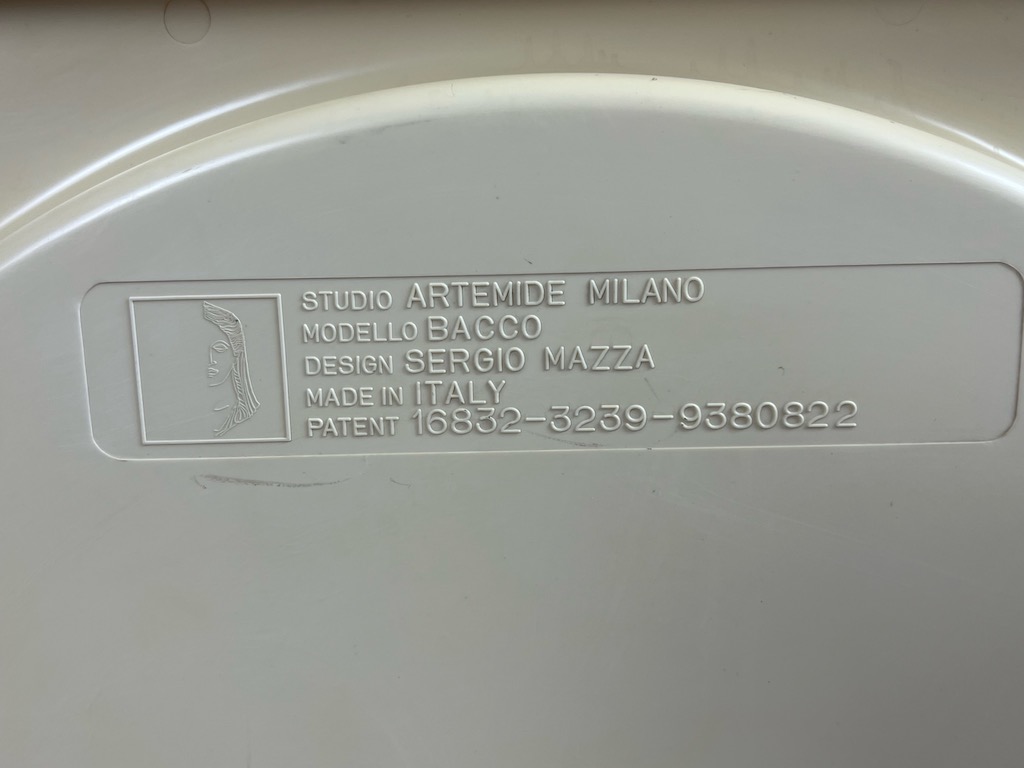 STUDIO ARTEMIDE MILANO
MODELLO BACCO
DESIGN SERGIO MAZZA
MADE IN ITALY
PATENT 16832-3239-9380822